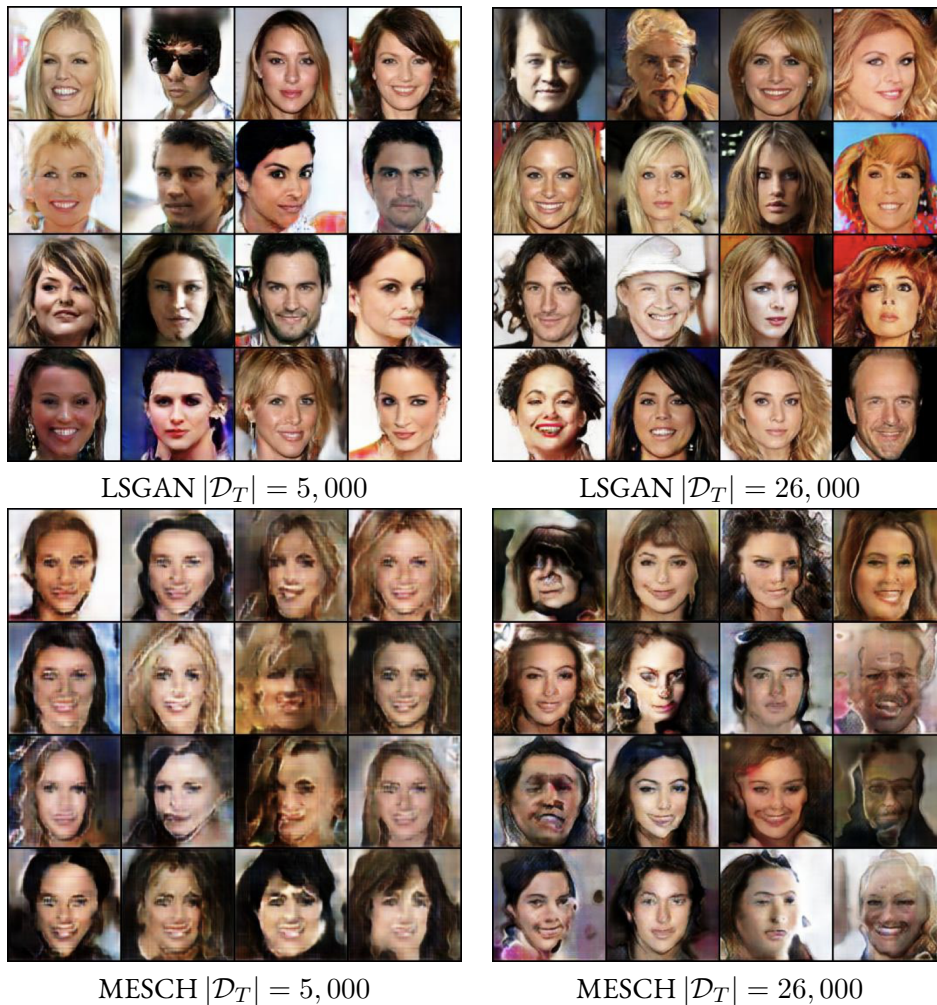 LSGAN |𝒟_T| = 5,000
LSGAN |𝒟_T| = 26,000
MESCH |𝒟_T| = 5,000
MESCH |𝒟_T| = 26,000